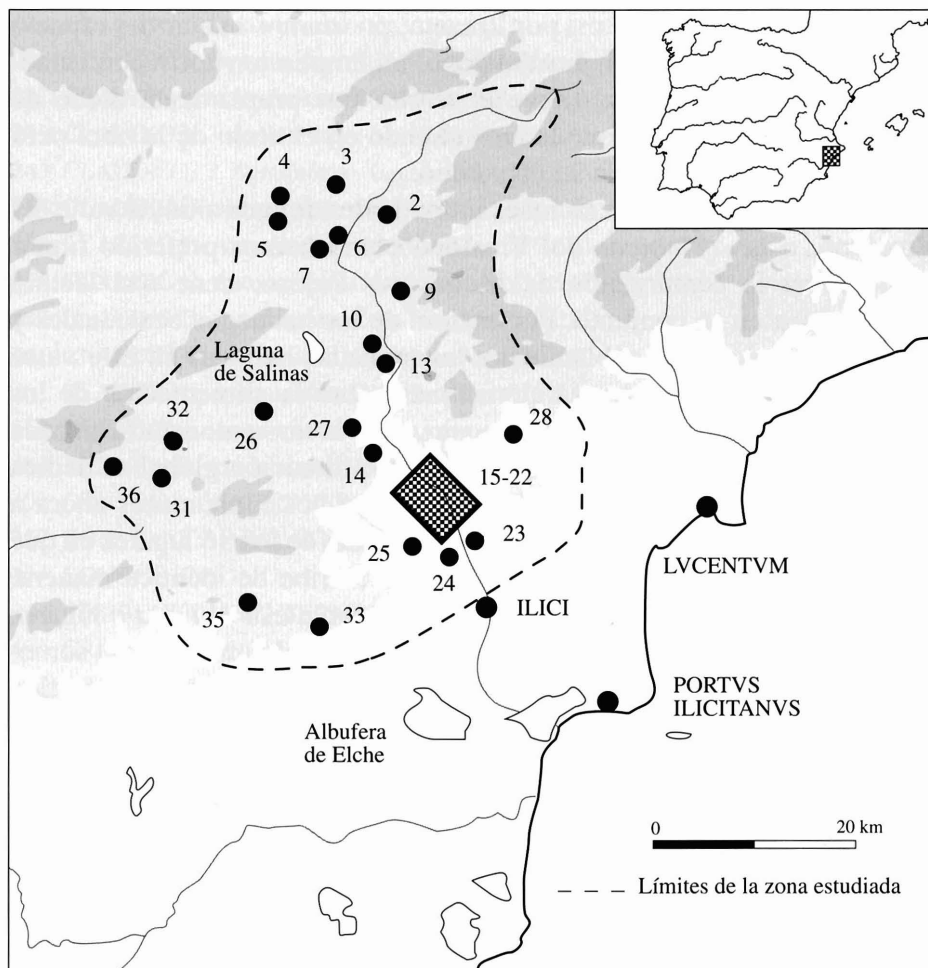 3
4
2
5
6
7
9
10
Laguna
de Salinas
13
32
26
27
28
14
15-22
36
31
25
23
24
LVCENTVM
ILICI
35
33
PORTVS
ILICITANVS
Albufera
de Elche
0 20 km
Límites de la zona estudiada